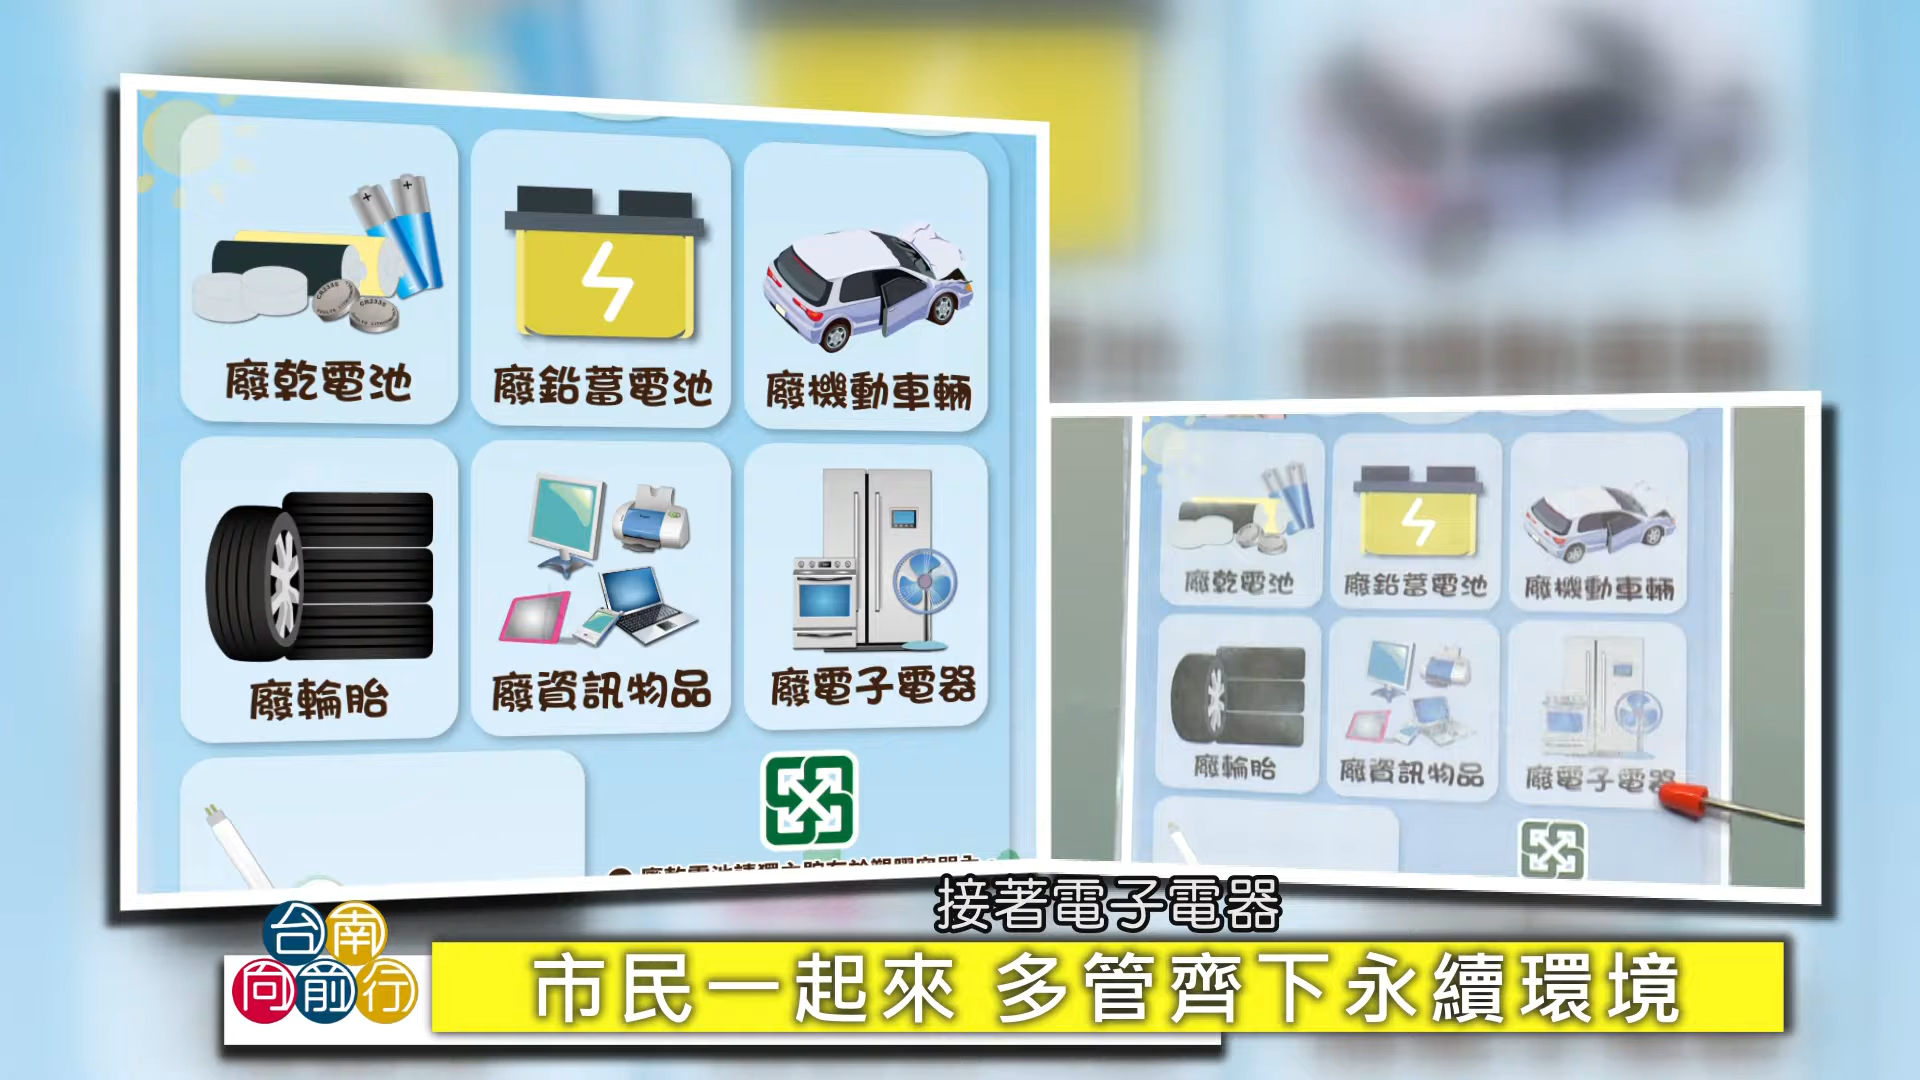 廢乾電池
廢鉛蓄電池
廢機動車輛
廢輪胎
廢資訊物品
廢電子電器
廢乾電池
廢鉛蓄電池
廢機動車輛
廢輪胎
廢資訊物品
廢電子電器
接著電子電器
台南
向前行
市民一起來 多管齊下永續環境